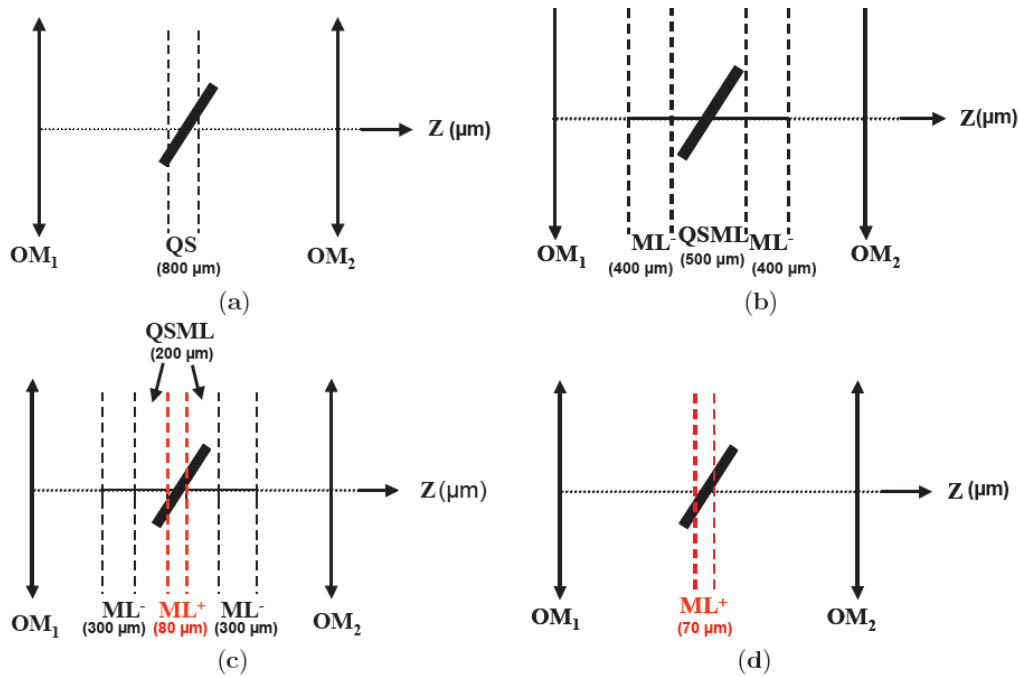 Z (μm)
QS
(800 μm)
OM₁
OM₂
(a)
Z(μm)
ML⁻ QSML ML⁻
(400 μm) (500 μm) (400 μm)
OM₁
OM₂
(b)
QSML
(200 μm)
Z (μm)
ML⁻ ML⁺ ML⁻
(300 μm) (80 μm) (300 μm)
OM₁
OM₂
(c)
Z (μm)
ML⁺
(70 μm)
OM₁
OM₂
(d)